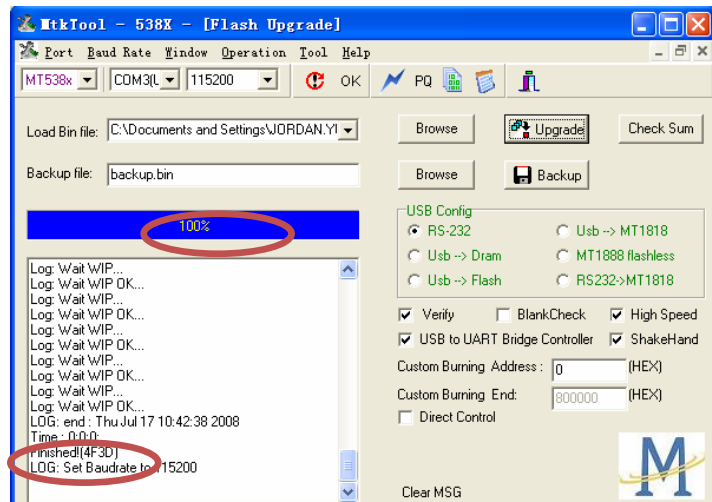 MtkTool - 538X - [Flash Upgrade]
Port Baud Rate Window Operation Tool Help
MT538x COM3(L 115200 OK PQ
Load Bin file: C:\Documents and Settings\JORDAN.YI Browse Upgrade Check Sum
Backup file: backup.bin Browse Backup
100%
USB Config
RS-232 Usb --> MT1818
Usb --> Dram MT1888 flashless
Usb --> Flash RS232->MT1818
Verify BlankCheck High Speed
USB to UART Bridge Controller ShakeHand
Custom Burning Address : 0 (HEX)
Custom Burning End: 800000 (HEX)
Direct Control
Log: Wait WIP...
Log: Wait WIP OK...
Log: Wait WIP...
Log: Wait WIP OK...
Log: Wait WIP...
Log: Wait WIP OK...
Log: Wait WIP...
Log: Wait WIP OK...
Log: Wait WIP...
Log: Wait WIP OK...
LOG: end : Thu Jul 17 10:42:38 2008
Time : 0:0:0:
Finished!(4F3D)
LOG: Set Baudrate to 115200
Clear MSG
M